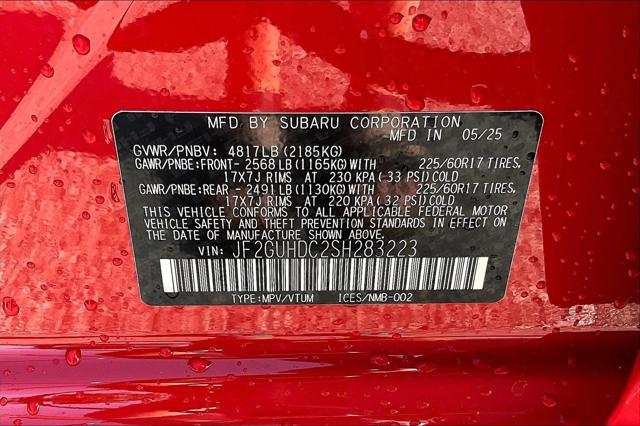 MFD BY SUBARU CORPORATION
MFD IN 05/25
GVWR/PNBV: 4817LB (2185KG)
GAWR/PNBE:FRONT- 2568 LB (1165KG) WITH 225/60R17 TIRES,
17X7J RIMS AT 230 KPA (-33 PSI) COLD
GAWR/PNBE:REAR - 2491 LB (1130KG) WITH 225/60R17 TIRES,
17X7J RIMS AT 220 KPA (32 PSI) COLD
THIS VEHICLE CONFORMS TO ALL APPLICABLE FEDERAL MOTOR
VEHICLE SAFETY AND THEFT PREVENTION STANDARDS IN EFFECT ON
THE DATE OF MANUFACTURE SHOWN ABOVE.
VIN: JF2GUHDC2SH283223
TYPE:MPV/VTUM ICES/NMB-002